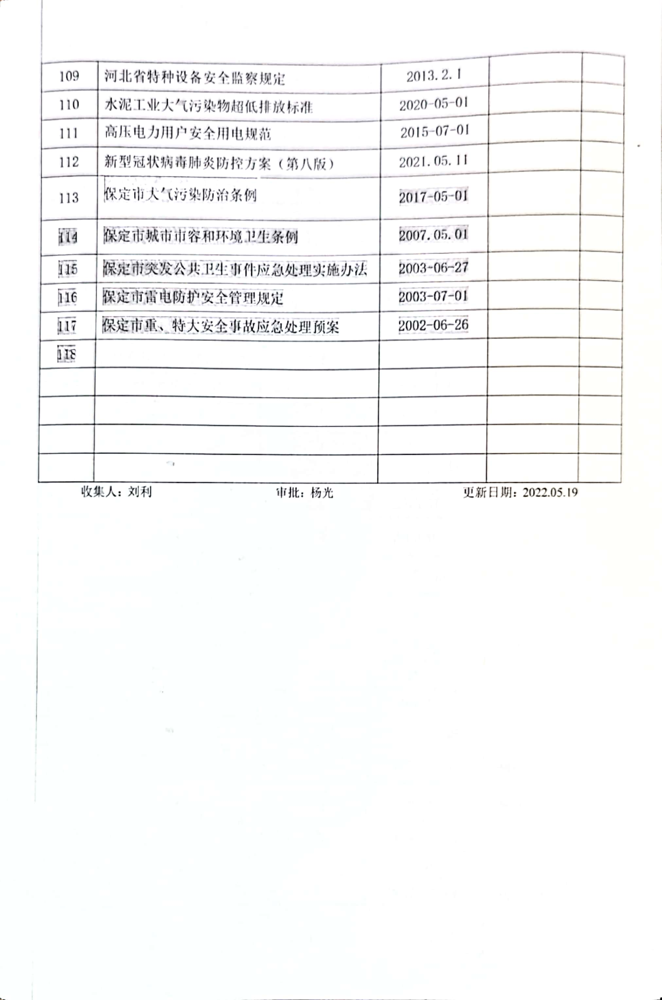 109 河北省特种设备安全监察规定 2013.2.1
110 水泥工业大气污染物超低排放标准 2020-05-01
111 高压电力用户安全用电规范 2015-07-01
112 新型冠状病毒肺炎防控方案（第八版） 2021.05.11
113 保定市大气污染防治条例 2017-05-01
114 保定市城市市容和环境卫生条例 2007.05.01
115 保定市突发公共卫生事件应急处理实施办法 2003-06-27
116 保定市雷电防护安全管理规定 2003-07-01
117 保定市重、特大安全事故应急处理预案 2002-06-26
118
收集人：刘利 审批：杨光 更新日期：2022.05.19